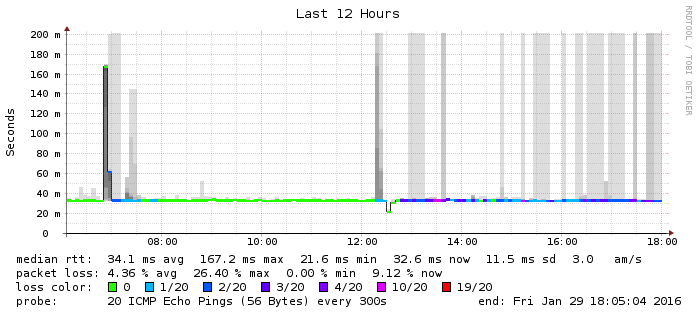 Last 12 Hours
RRDTOOL / TOBI OETIKER
Seconds
200 m
180 m
160 m
140 m
120 m
100 m
80 m
60 m
40 m
20 m
0
08:00 10:00 12:00 14:00 16:00 18:00
median rtt: 34.1 ms avg 167.2 ms max 21.6 ms min 32.6 ms now 11.5 ms sd 3.0 am/s
packet loss: 4.36 % avg 26.40 % max 0.00 % min 9.12 % now
loss color: 0 1/20 2/20 3/20 4/20 10/20 19/20
probe: 20 ICMP Echo Pings (56 Bytes) every 300s end: Fri Jan 29 18:05:04 2016